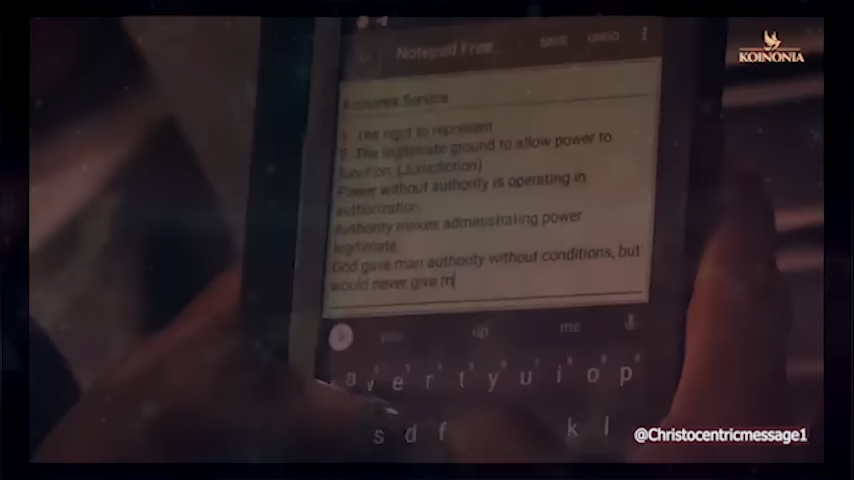 KOINONIA
Notepad Free
SAVE UNDO
Service
1. The right to represent
2. The legitimate ground to allow power to
function. (Jurisdiction)
Power without authority is operating in
authorization.
Authority makes administrating power
legitimate.
God gave man authority without conditions, but
would never give m
you up me
e r t y u i o p
s d f k l
@Christocentricmessage1